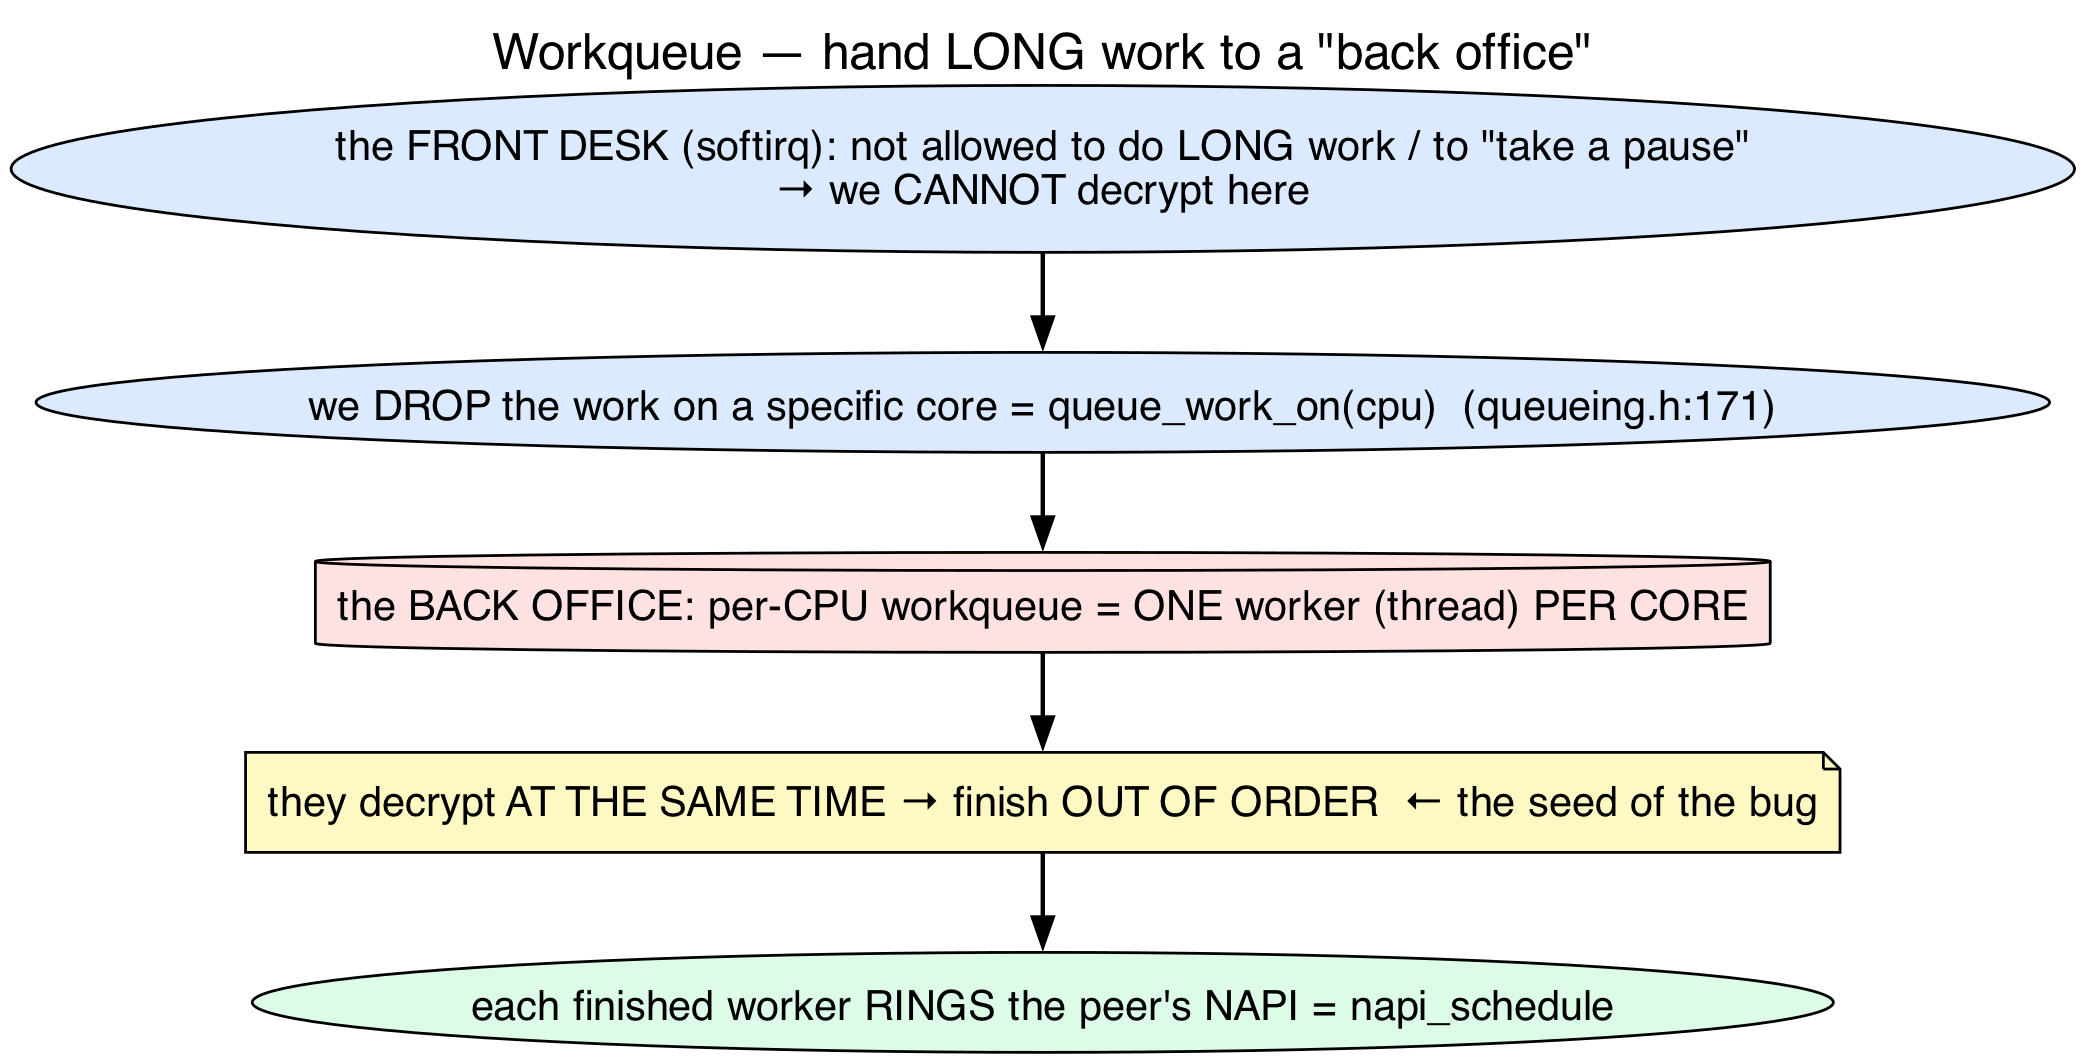 Workqueue — hand LONG work to a "back office"
the FRONT DESK (softirq): not allowed to do LONG work / to "take a pause"
→ we CANNOT decrypt here
we DROP the work on a specific core = queue_work_on(cpu)  (queueing.h:171)
the BACK OFFICE: per-CPU workqueue = ONE worker (thread) PER CORE
they decrypt AT THE SAME TIME → finish OUT OF ORDER  ← the seed of the bug
each finished worker RINGS the peer's NAPI = napi_schedule